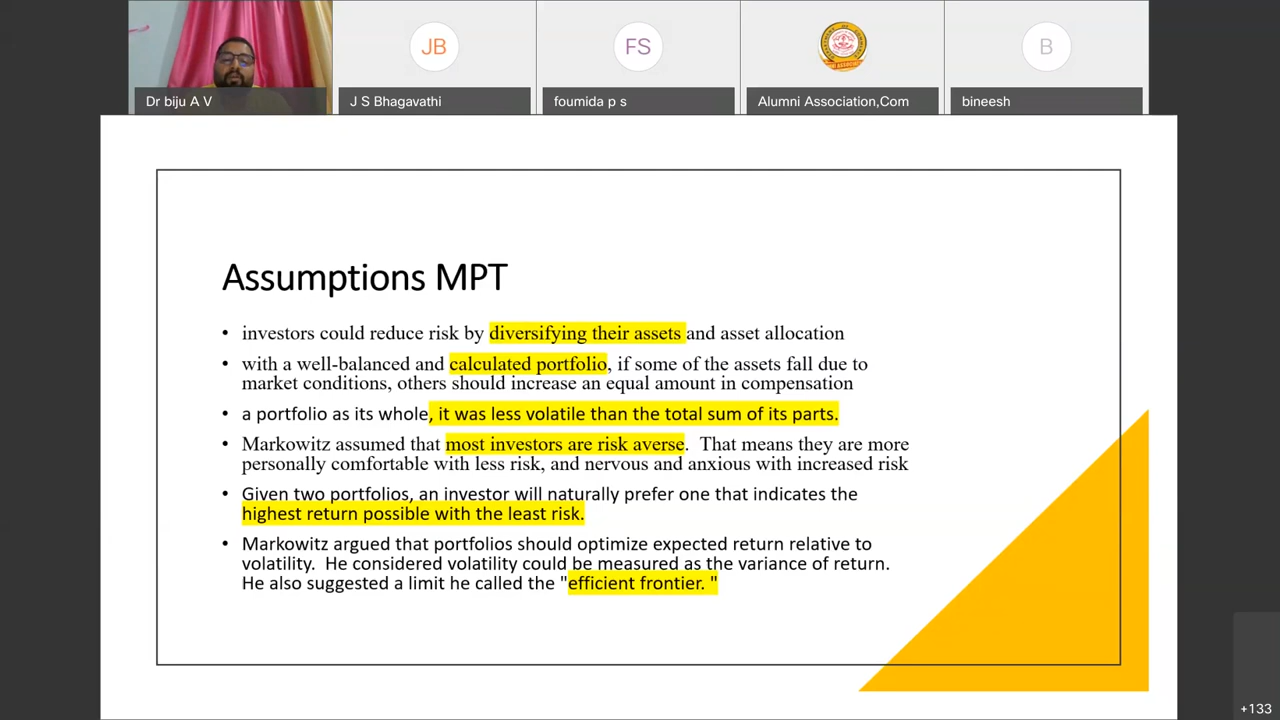 JB
FS
B
Dr biju A V
J S Bhagavathi
foumida p s
Alumni Association,Com
bineesh
Assumptions MPT
• investors could reduce risk by diversifying their assets and asset allocation
• with a well-balanced and calculated portfolio, if some of the assets fall due to
market conditions, others should increase an equal amount in compensation
• a portfolio as its whole, it was less volatile than the total sum of its parts.
• Markowitz assumed that most investors are risk averse.  That means they are more
personally comfortable with less risk, and nervous and anxious with increased risk
• Given two portfolios, an investor will naturally prefer one that indicates the
highest return possible with the least risk.
• Markowitz argued that portfolios should optimize expected return relative to
volatility.  He considered volatility could be measured as the variance of return.
He also suggested a limit he called the "efficient frontier. "
+133